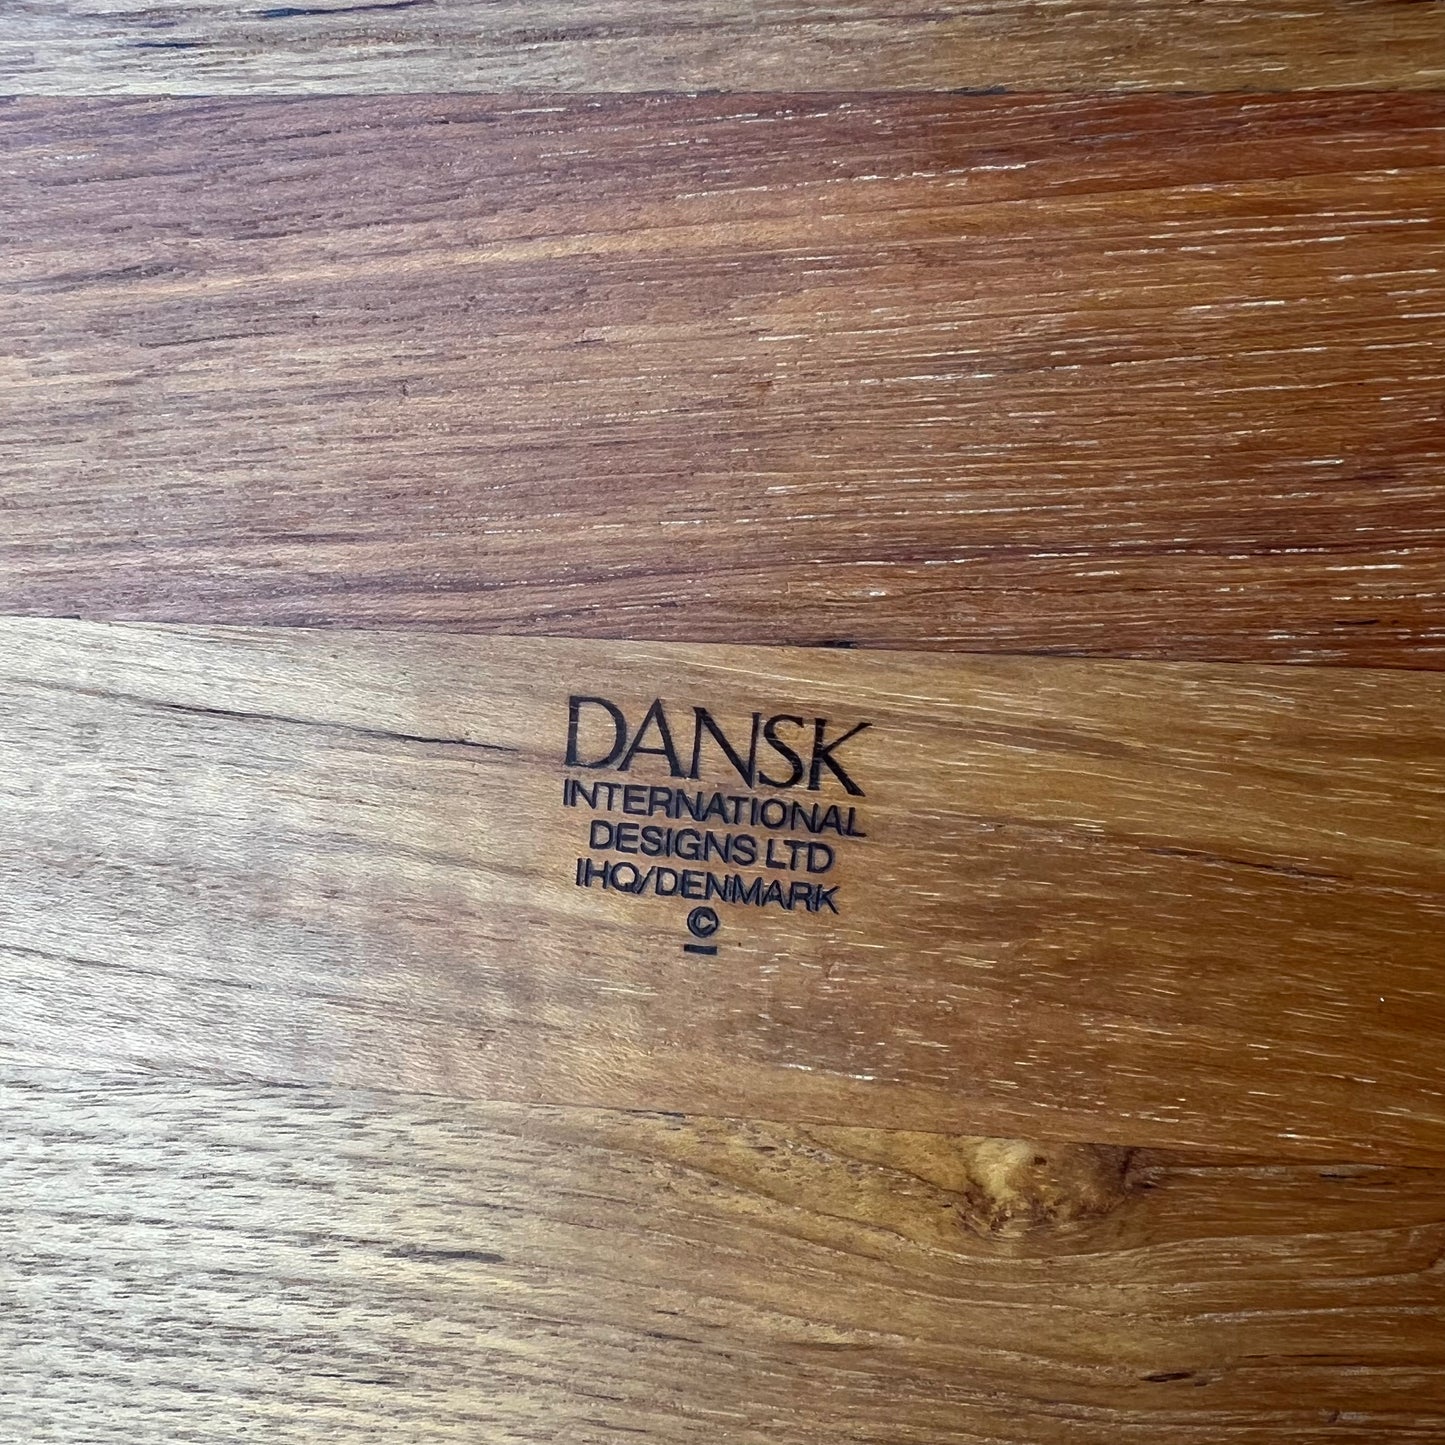 DANSK
INTERNATIONAL
DESIGNS LTD
IHQ/DENMARK
©